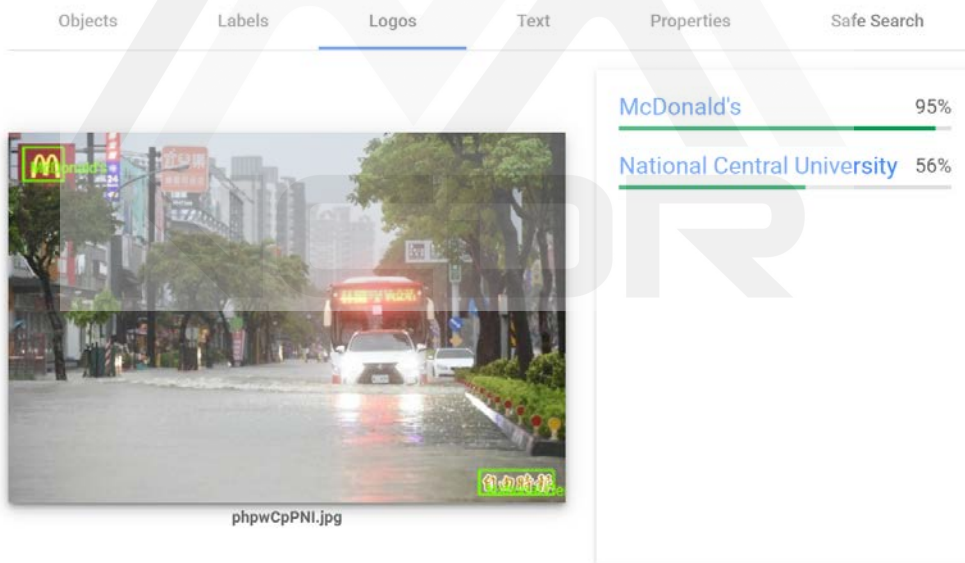 Objects Labels Logos Text Properties Safe Search
McDonald's 95%
National Central University 56%
McDonald's
自由時報
phpwCpPNI.jpg